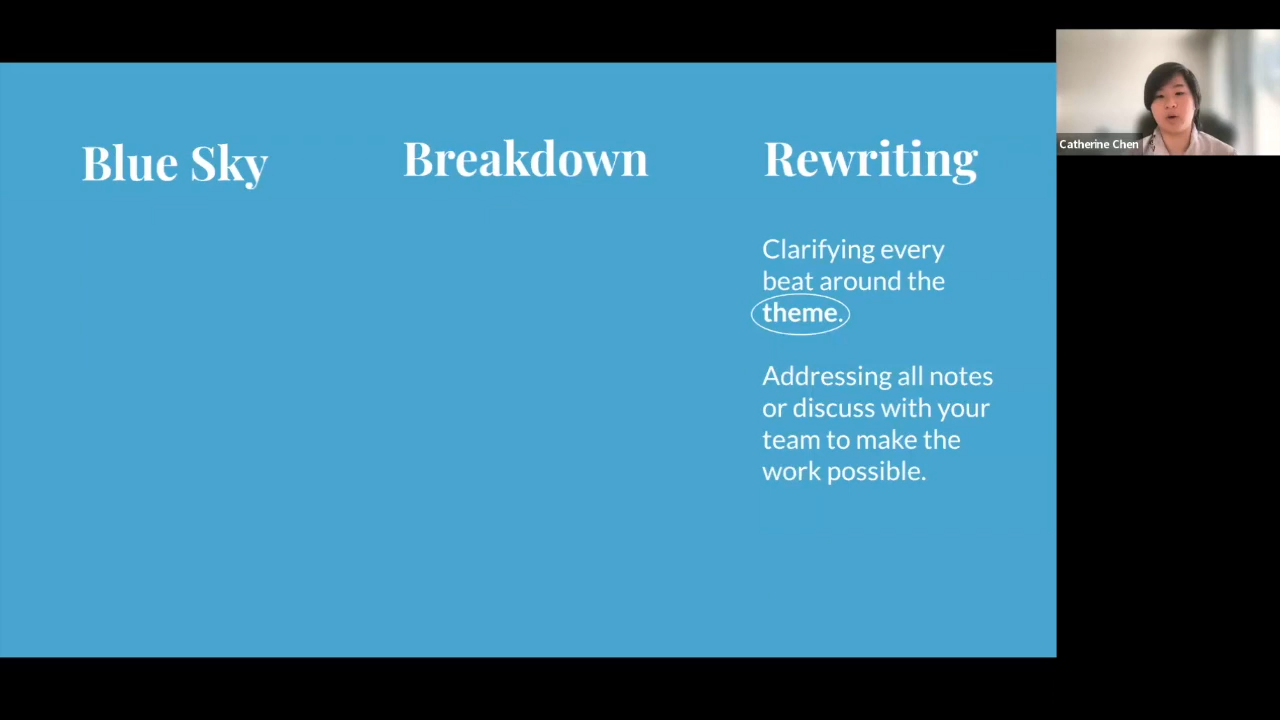 Blue Sky
Breakdown
Rewriting
Clarifying every
beat around the
theme.
Addressing all notes
or discuss with your
team to make the
work possible.
Catherine Chen